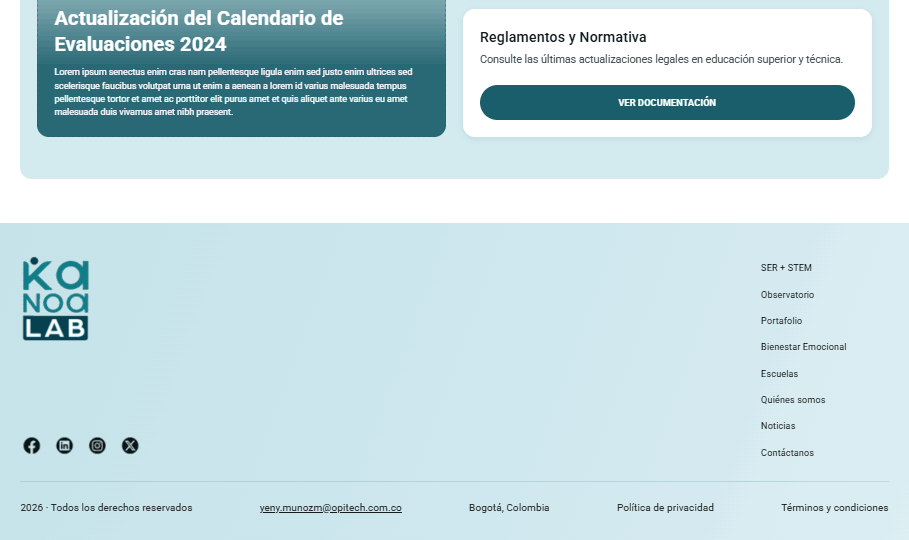 Actualización del Calendario de
Evaluaciones 2024
Lorem ipsum senectus enim cras nam pellentesque ligula enim sed justo enim ultrices sed
scelerisque faucibus volutpat urna ut enim a aenean a lorem id varius malesuada tempus
pellentesque tortor et amet ac porttitor elit purus amet et quis aliquet ante varius eu amet
malesuada duis vivamus amet nibh praesent.
Reglamentos y Normativa
Consulte las últimas actualizaciones legales en educación superior y técnica.
VER DOCUMENTACIÓN
ka
NOa
LAB
SER + STEM
Observatorio
Portafolio
Bienestar Emocional
Escuelas
Quiénes somos
Noticias
Contáctanos
2026 · Todos los derechos reservados
yeny.munozm@opitech.com.co
Bogotá, Colombia
Política de privacidad
Términos y condiciones